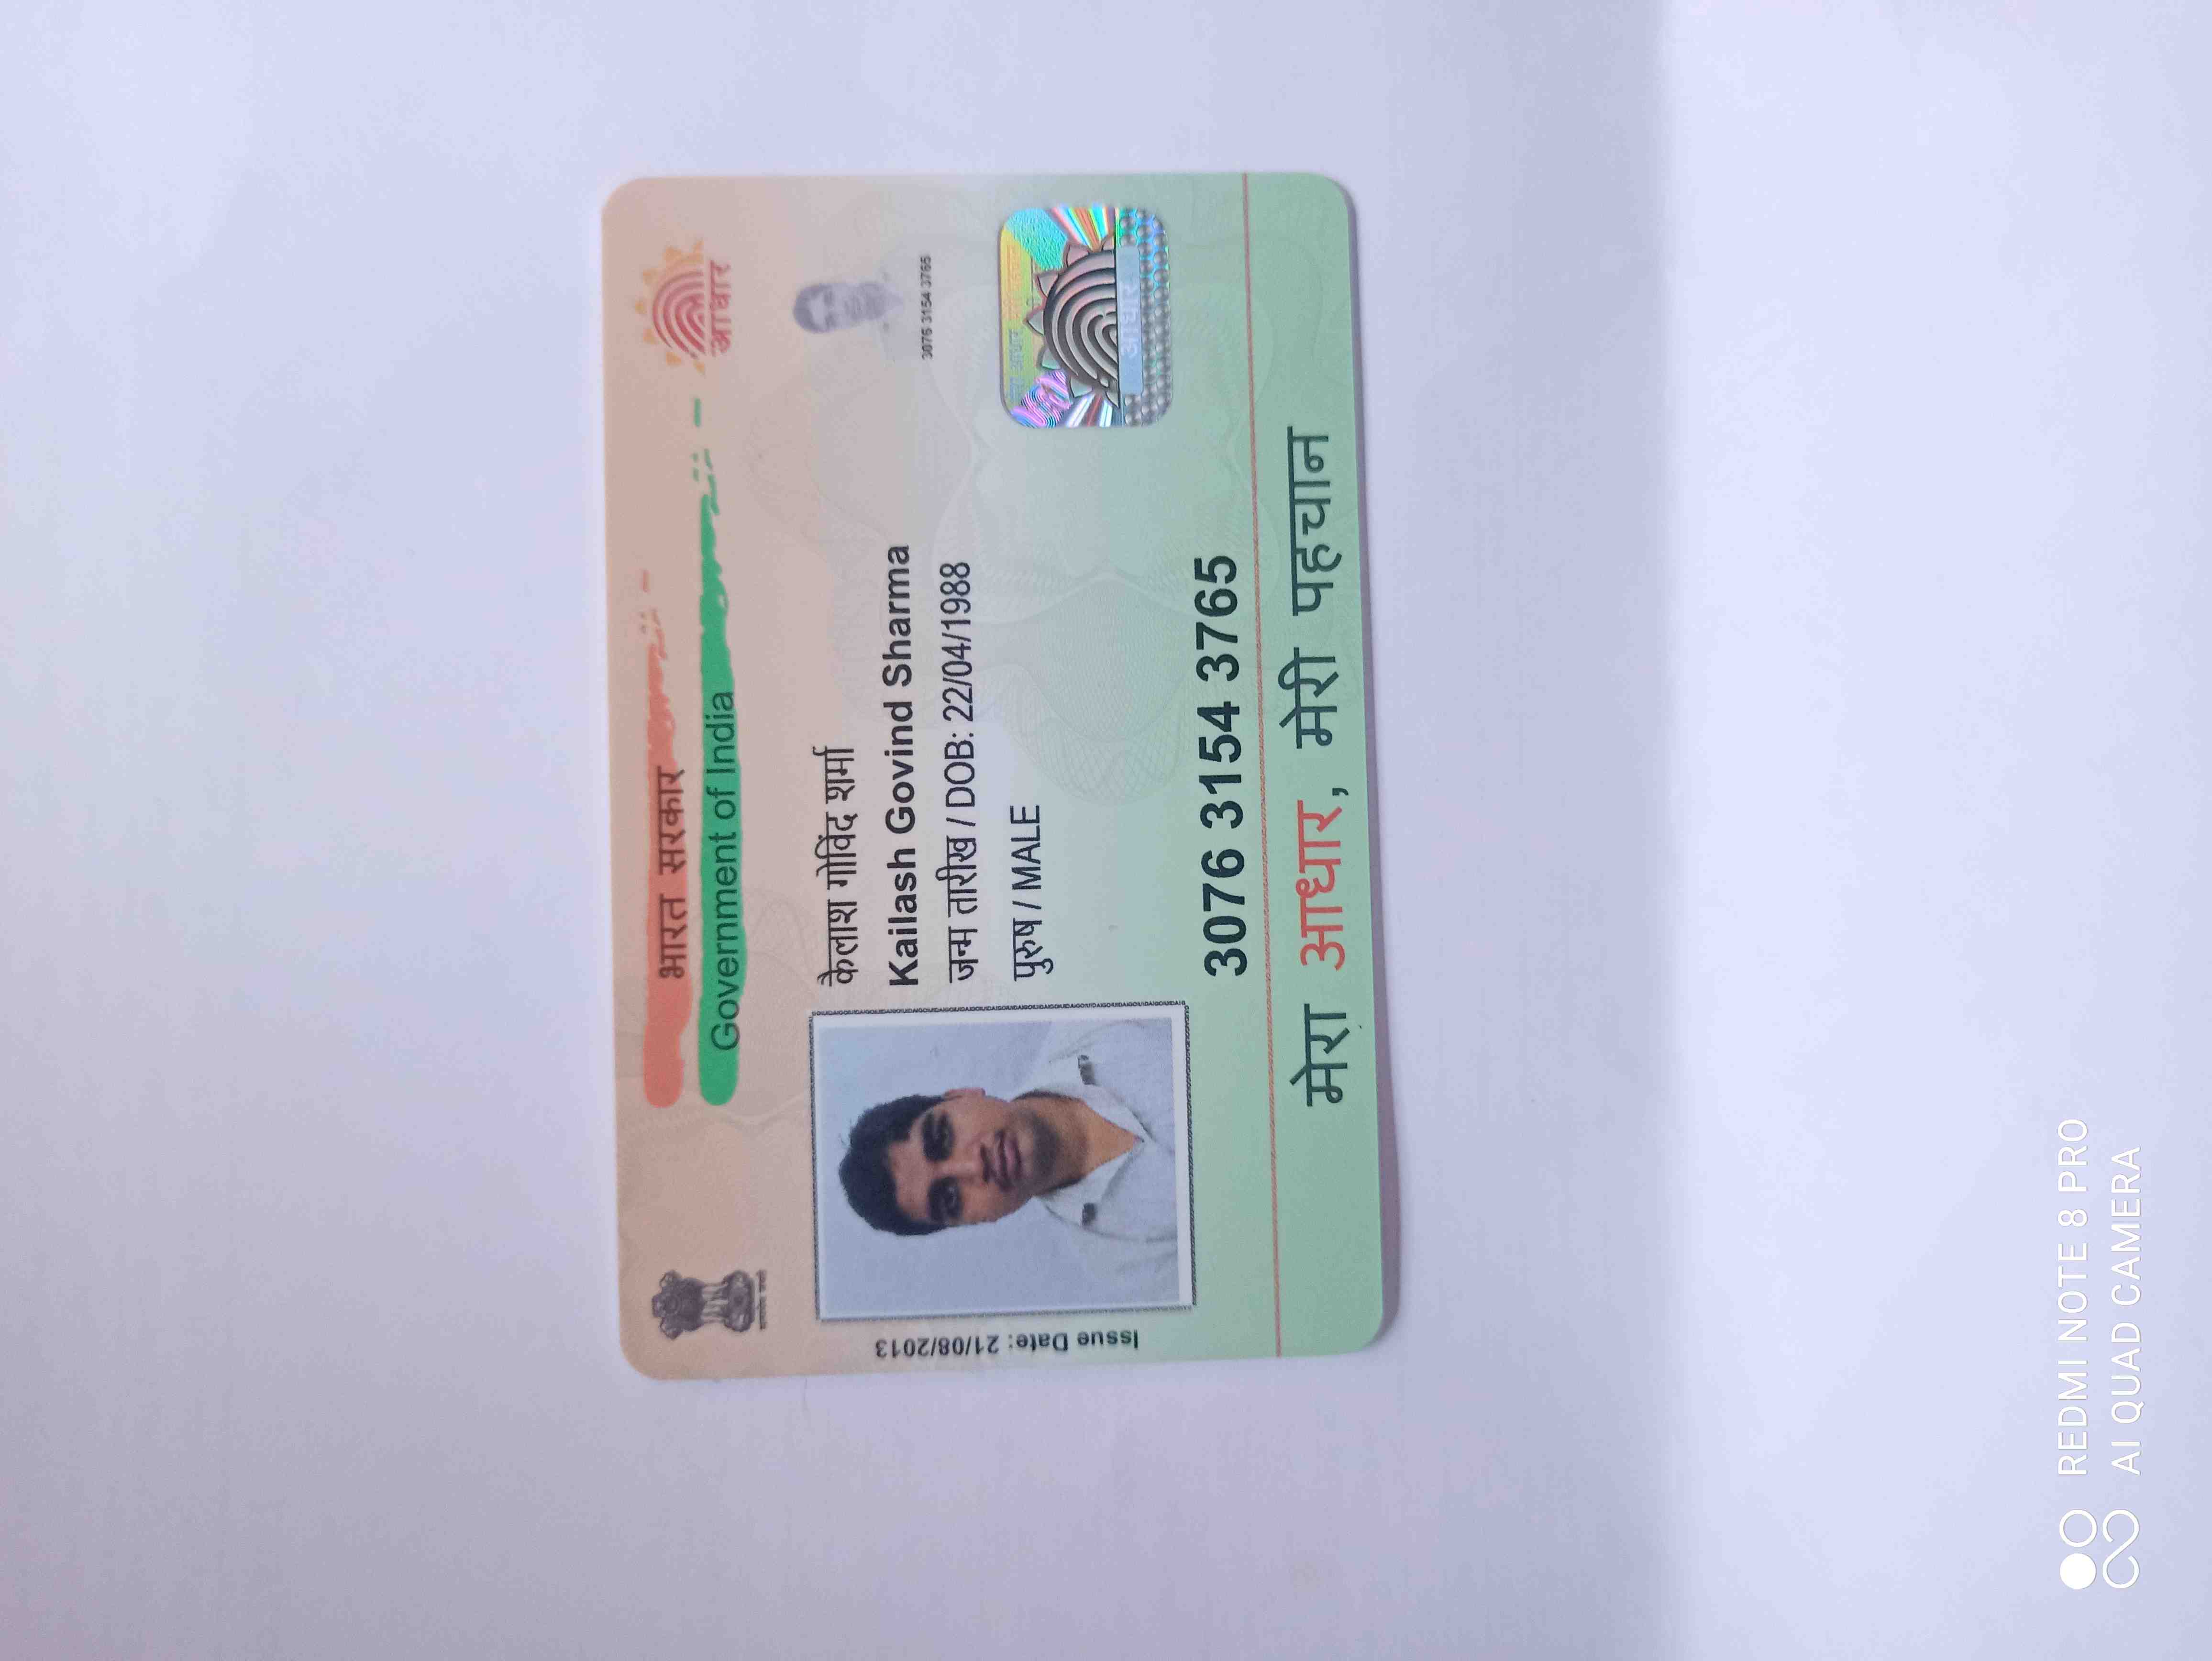 भारत सरकार
Government of India
आधार
कैलाश गोविंद शर्मा
Kailash Govind Sharma
जन्म तारीख / DOB: 22/04/1988
पुरुष / MALE
3076 3154 3765
Issue Date: 21/08/2013
आधार
3076 3154 3765
मेरा आधार, मेरी पहचान
REDMI NOTE 8 PRO
AI QUAD CAMERA